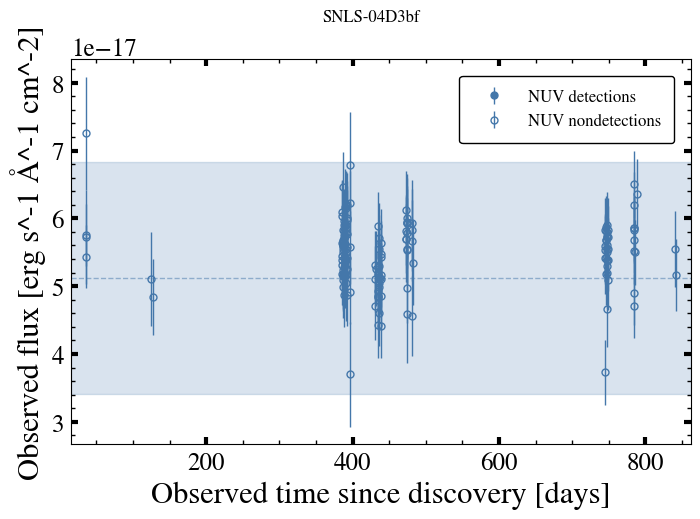 SNLS-04D3bf
1e−17
8
7
6
5
4
3
NUV detections
NUV nondetections
200
400
600
800
Observed time since discovery [days]
Observed flux [erg s^-1 Å^-1 cm^-2]